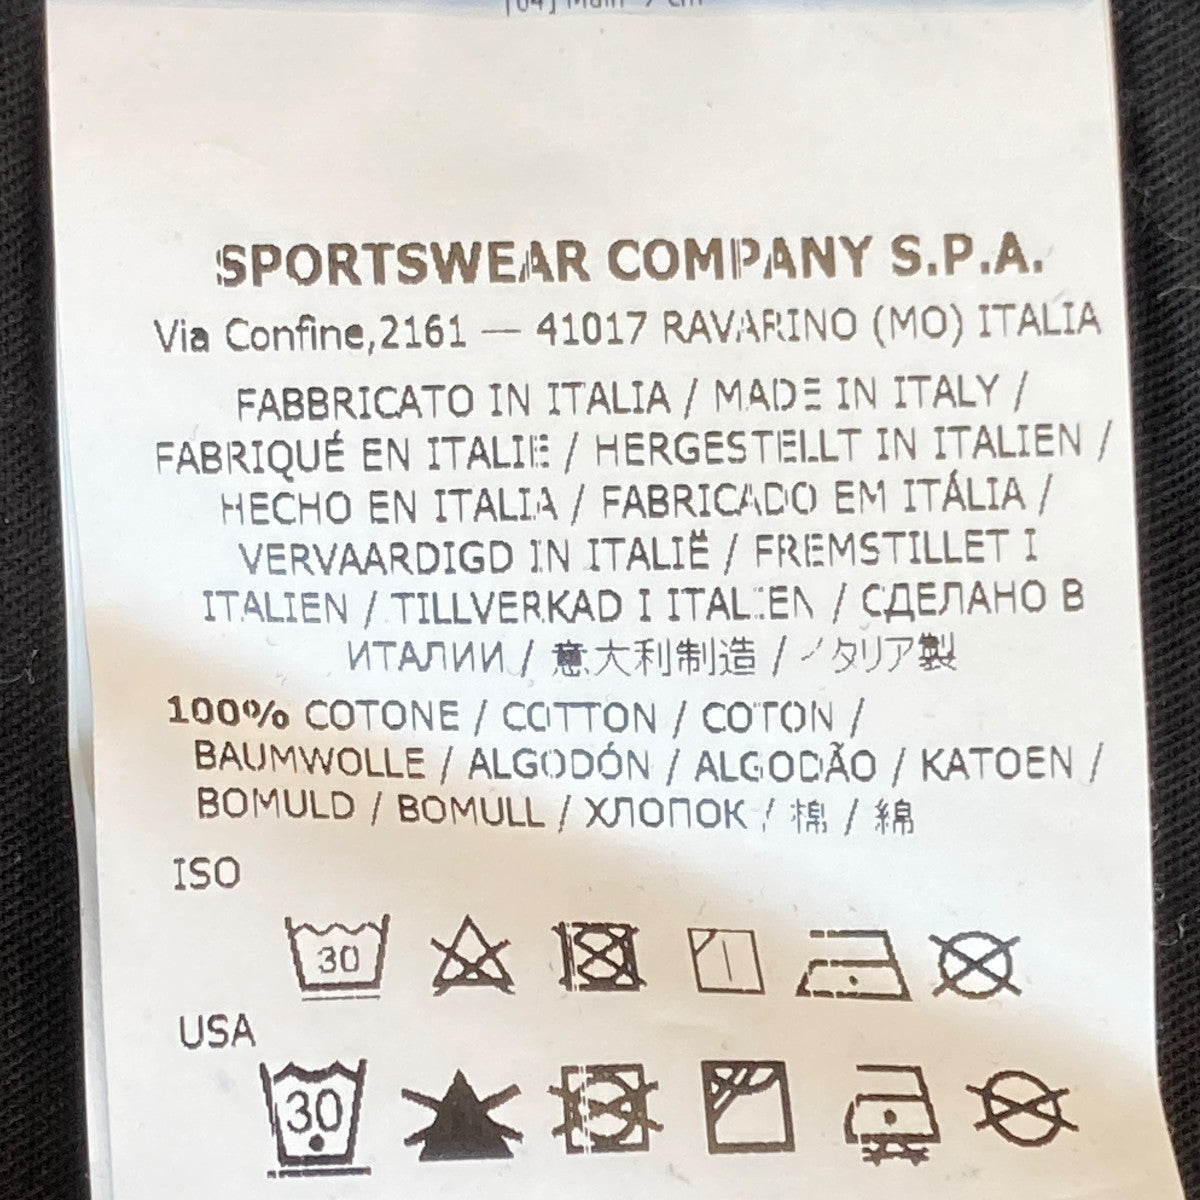 SPORTSWEAR COMPANY S.P.A.
Via Confine,2161 — 41017 RAVARINO (MO) ITALIA
FABBRICATO IN ITALIA / MADE IN ITALY /
FABRIQUÉ EN ITALIE / HERGESTELLT IN ITALIEN /
HECHO EN ITALIA / FABRICADO EM ITÁLIA /
VERVAARDIGD IN ITALIË / FREMSTILLET I
ITALIEN / TILLVERKAD I ITALIEN / СДЕЛАНО В
ИТАЛИИ / 意大利制造 / イタリア製
100% COTONE / COTTON / COTON /
BAUMWOLLE / ALGODÓN / ALGODÃO / KATOEN /
BOMULD / BOMULL / ХЛОПОК / 棉 / 綿
ISO
30
USA
30